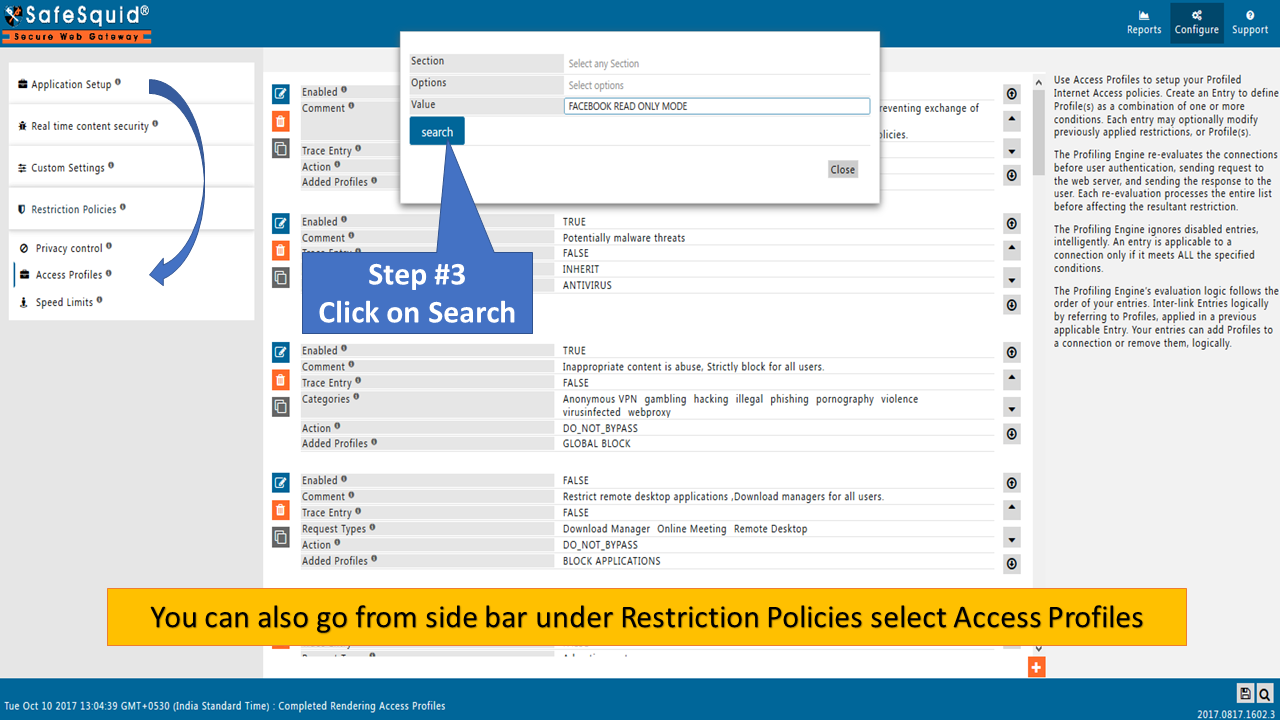 SafeSquid®
Secure Web Gateway
Reports
Configure
Support
Application Setup
Real time content security
Custom Settings
Restriction Policies
Privacy control
Access Profiles
Speed Limits
Section
Select any Section
Options
Select options
Value
FACEBOOK READ ONLY MODE
search
Close
Enabled
Comment
reventing exchange of
licies.
Trace Entry
Action
Added Profiles
Enabled TRUE
Comment Potentially malware threats
FALSE
INHERIT
ANTIVIRUS
Step #3
Click on Search
Enabled TRUE
Comment Inappropriate content is abuse, Strictly block for all users.
Trace Entry FALSE
Categories Anonymous VPN gambling hacking illegal phishing pornography violence
virusinfected webproxy
Action DO_NOT_BYPASS
Added Profiles GLOBAL BLOCK
Enabled FALSE
Comment Restrict remote desktop applications ,Download managers for all users.
Trace Entry FALSE
Request Types Download Manager Online Meeting Remote Desktop
Action DO_NOT_BYPASS
Added Profiles BLOCK APPLICATIONS
You can also go from side bar under Restriction Policies select Access Profiles
Use Access Profiles to setup your Profiled
Internet Access policies. Create an Entry to define
Profile(s) as a combination of one or more
conditions. Each entry may optionally modify
previously applied restrictions, or Profile(s).
The Profiling Engine re-evaluates the connections
before user authentication, sending request to
the web server, and sending the response to the
user. Each re-evaluation processes the entire list
before affecting the resultant restriction.
The Profiling Engine ignores disabled entries,
intelligently. An entry is applicable to a
connection only if it meets ALL the specified
conditions.
The Profiling Engine's evaluation logic follows the
order of your entries. Inter-link Entries logically
by referring to Profiles, applied in a previous
applicable Entry. Your entries can add Profiles to
a connection or remove them, logically.
Tue Oct 10 2017 13:04:39 GMT+0530 (India Standard Time) : Completed Rendering Access Profiles
2017.0817.1602.3